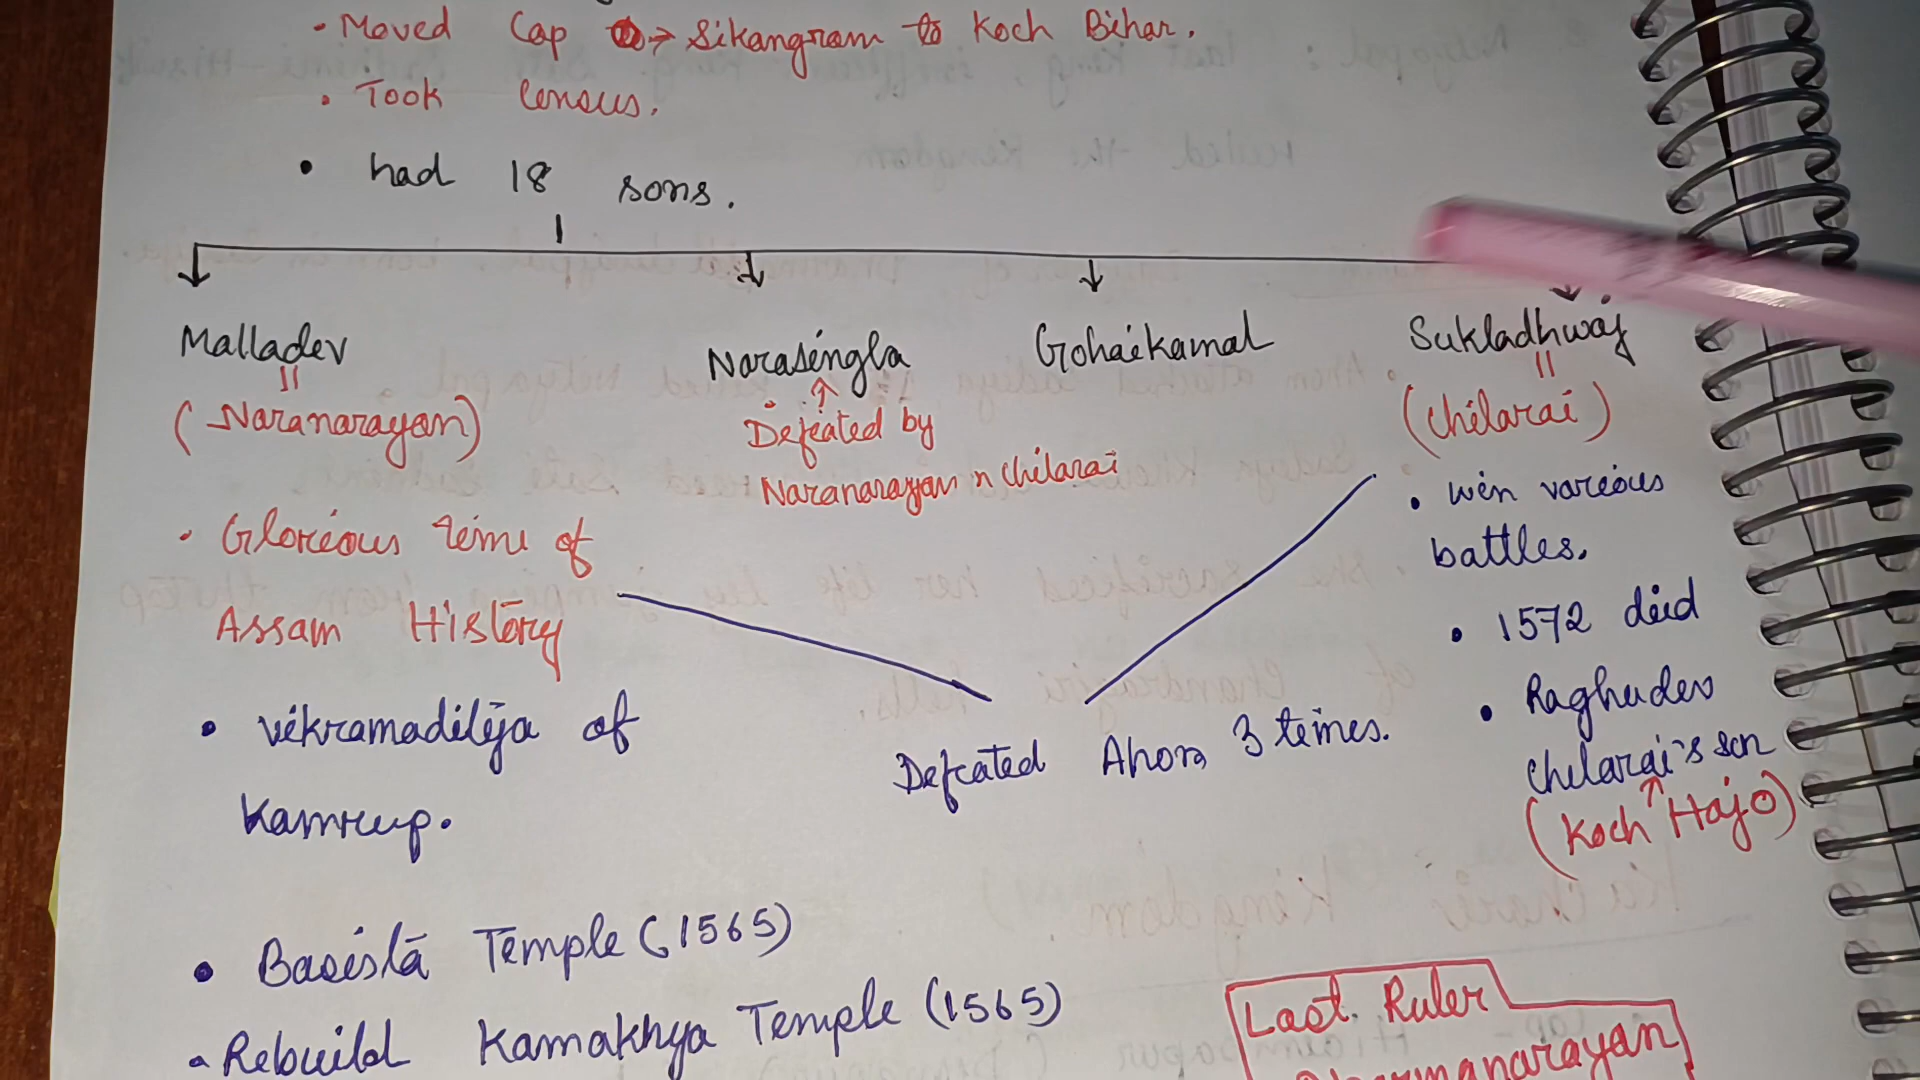 • Moved Cap → Sikangram to Koch Bihar.
• Took Census.
• had 18 sons.
Malladev
(Naranarayan)
• Glorious time of
Assam History
• vikramaditya of
Kamrup.
• Basista Temple (1565)
• Rebuild Kamakhya Temple (1565)
Narasingha
Defeated by
Naranarayan n Chilarai
Gohaikamal
Defeated Ahom 3 times.
Sukladhwaj
(Chilarai)
• win various
battles.
• 1572 died
• Raghudev
chilarai's son
(Koch Hajo)
Last. Ruler